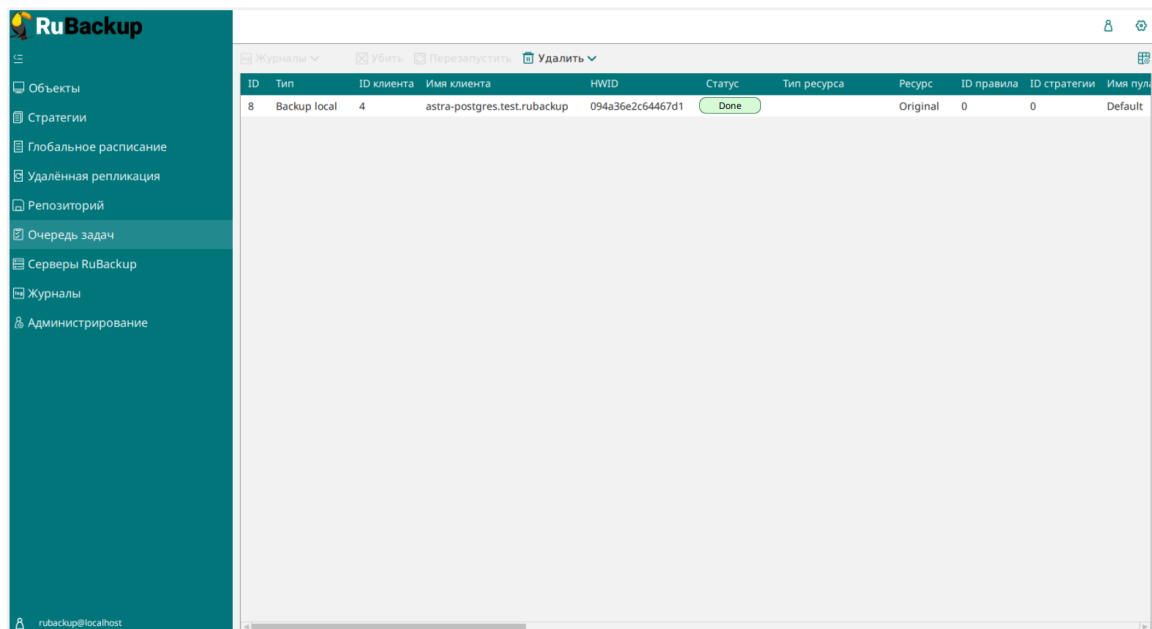 RuBackup
Журналы Убить Перезапустить Удалить
Объекты
Стратегии
Глобальное расписание
Удалённая репликация
Репозиторий
Очередь задач
Серверы RuBackup
Журналы
Администрирование
ID Тип ID клиента Имя клиента HWID Статус Тип ресурса Ресурс ID правила ID стратегии Имя пула
8 Backup local 4 astra-postgres.test.rubackup 094a36e2c64467d1 Done Original 0 0 Default
rubackup@localhost